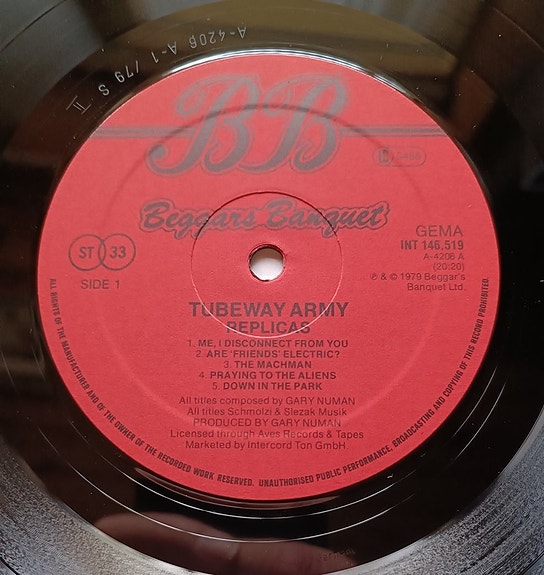 A-4206 A-1 /79 S II
BB
Beggars Banquet
ST 33
SIDE 1
GEMA
INT 146.519
A-4206 A
(20:20)
℗ & © 1979 Beggar's
Banquet Ltd.
TUBEWAY ARMY
REPLICAS
1. ME, I DISCONNECT FROM YOU
2. ARE 'FRIENDS' ELECTRIC?
3. THE MACHMAN
4. PRAYING TO THE ALIENS
5. DOWN IN THE PARK
All titles composed by GARY NUMAN
All titles Schmolzi & Slezak Musik
PRODUCED BY GARY NUMAN
Licensed through Aves Records & Tapes
Marketed by Intercord Ton GmbH.
ALL RIGHTS OF THE MANUFACTURER AND OF THE OWNER OF THE RECORDED WORK RESERVED. UNAUTHORISED PUBLIC PERFORMANCE, BROADCASTING AND COPYING OF THIS RECORD PROHIBITED.